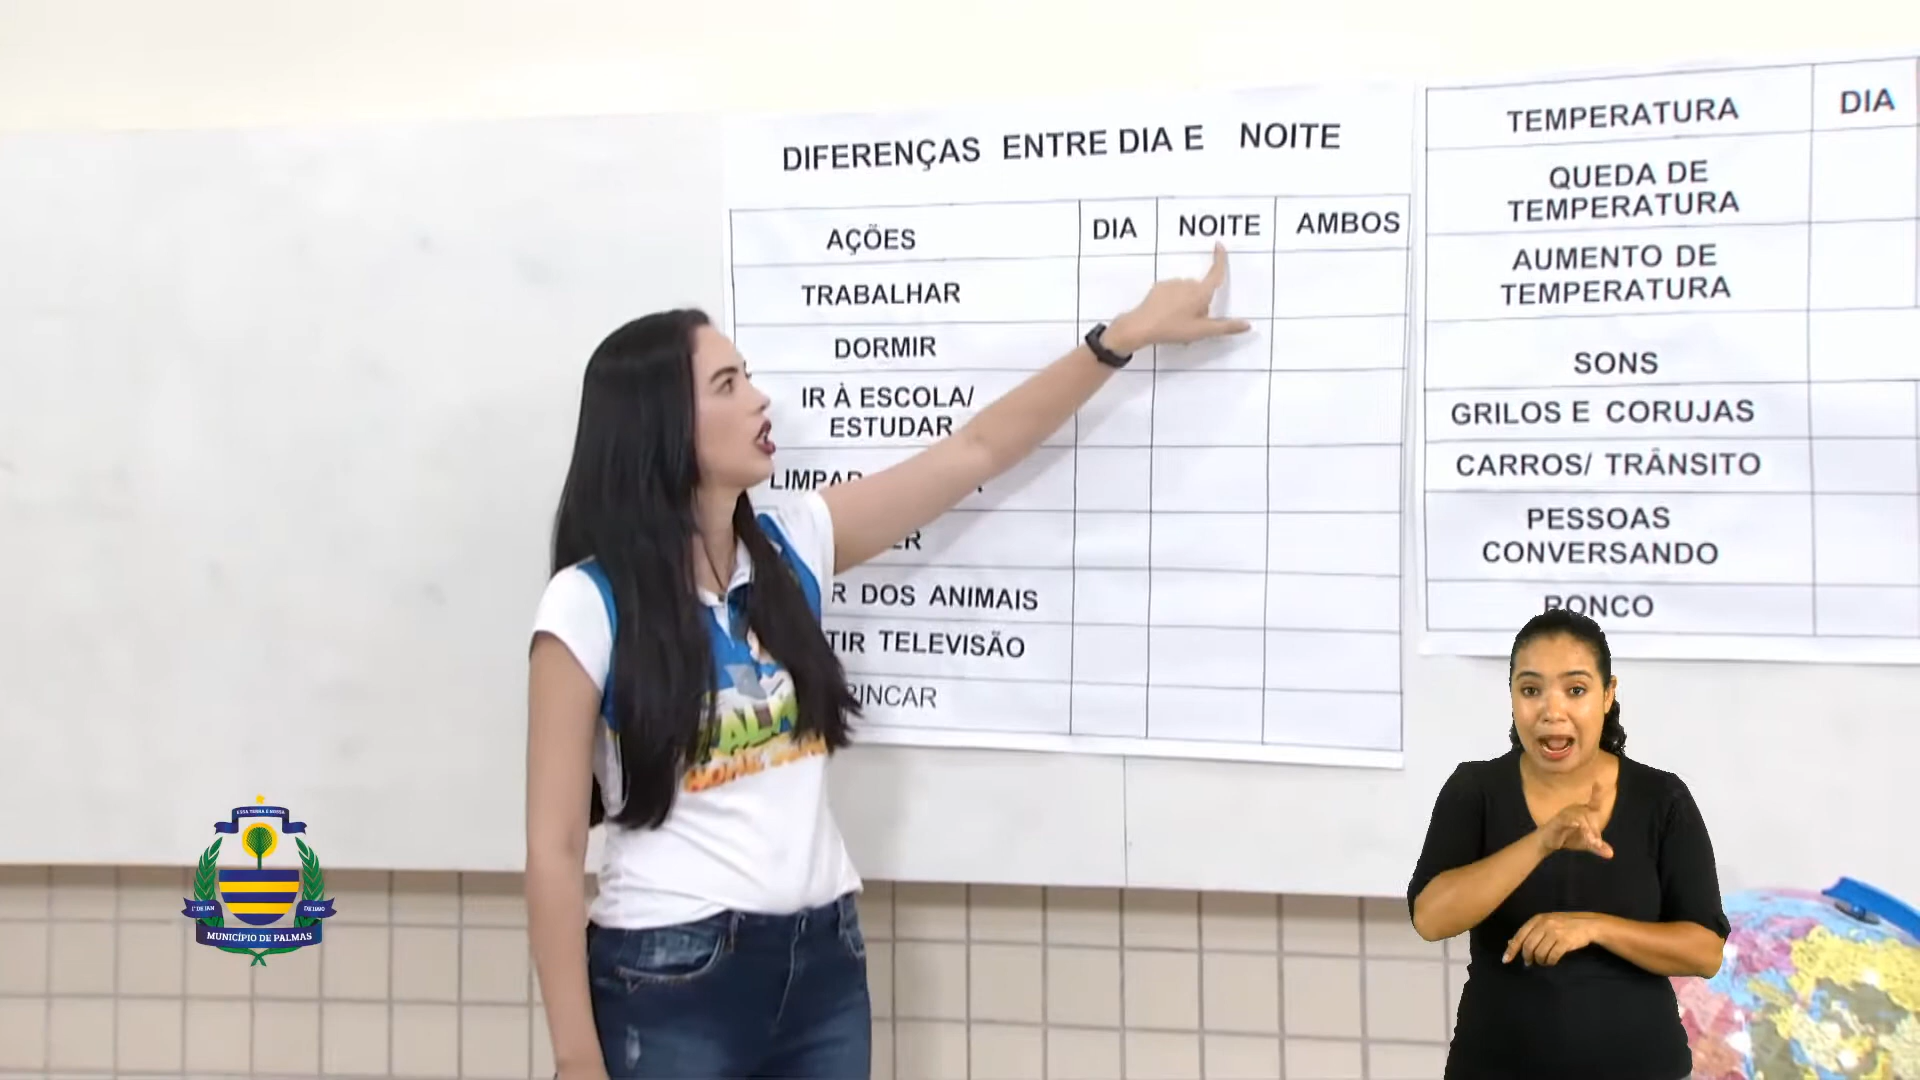 DIFERENÇAS ENTRE DIA E NOITE
AÇÕES DIA NOITE AMBOS
TRABALHAR
DORMIR
IR À ESCOLA/
ESTUDAR
DOS ANIMAIS
TELEVISÃO
TEMPERATURA DIA
QUEDA DE
TEMPERATURA
AUMENTO DE
TEMPERATURA
SONS
GRILOS E CORUJAS
CARROS/ TRÂNSITO
PESSOAS
CONVERSANDO
RONCO
MUNICÍPIO DE PALMAS